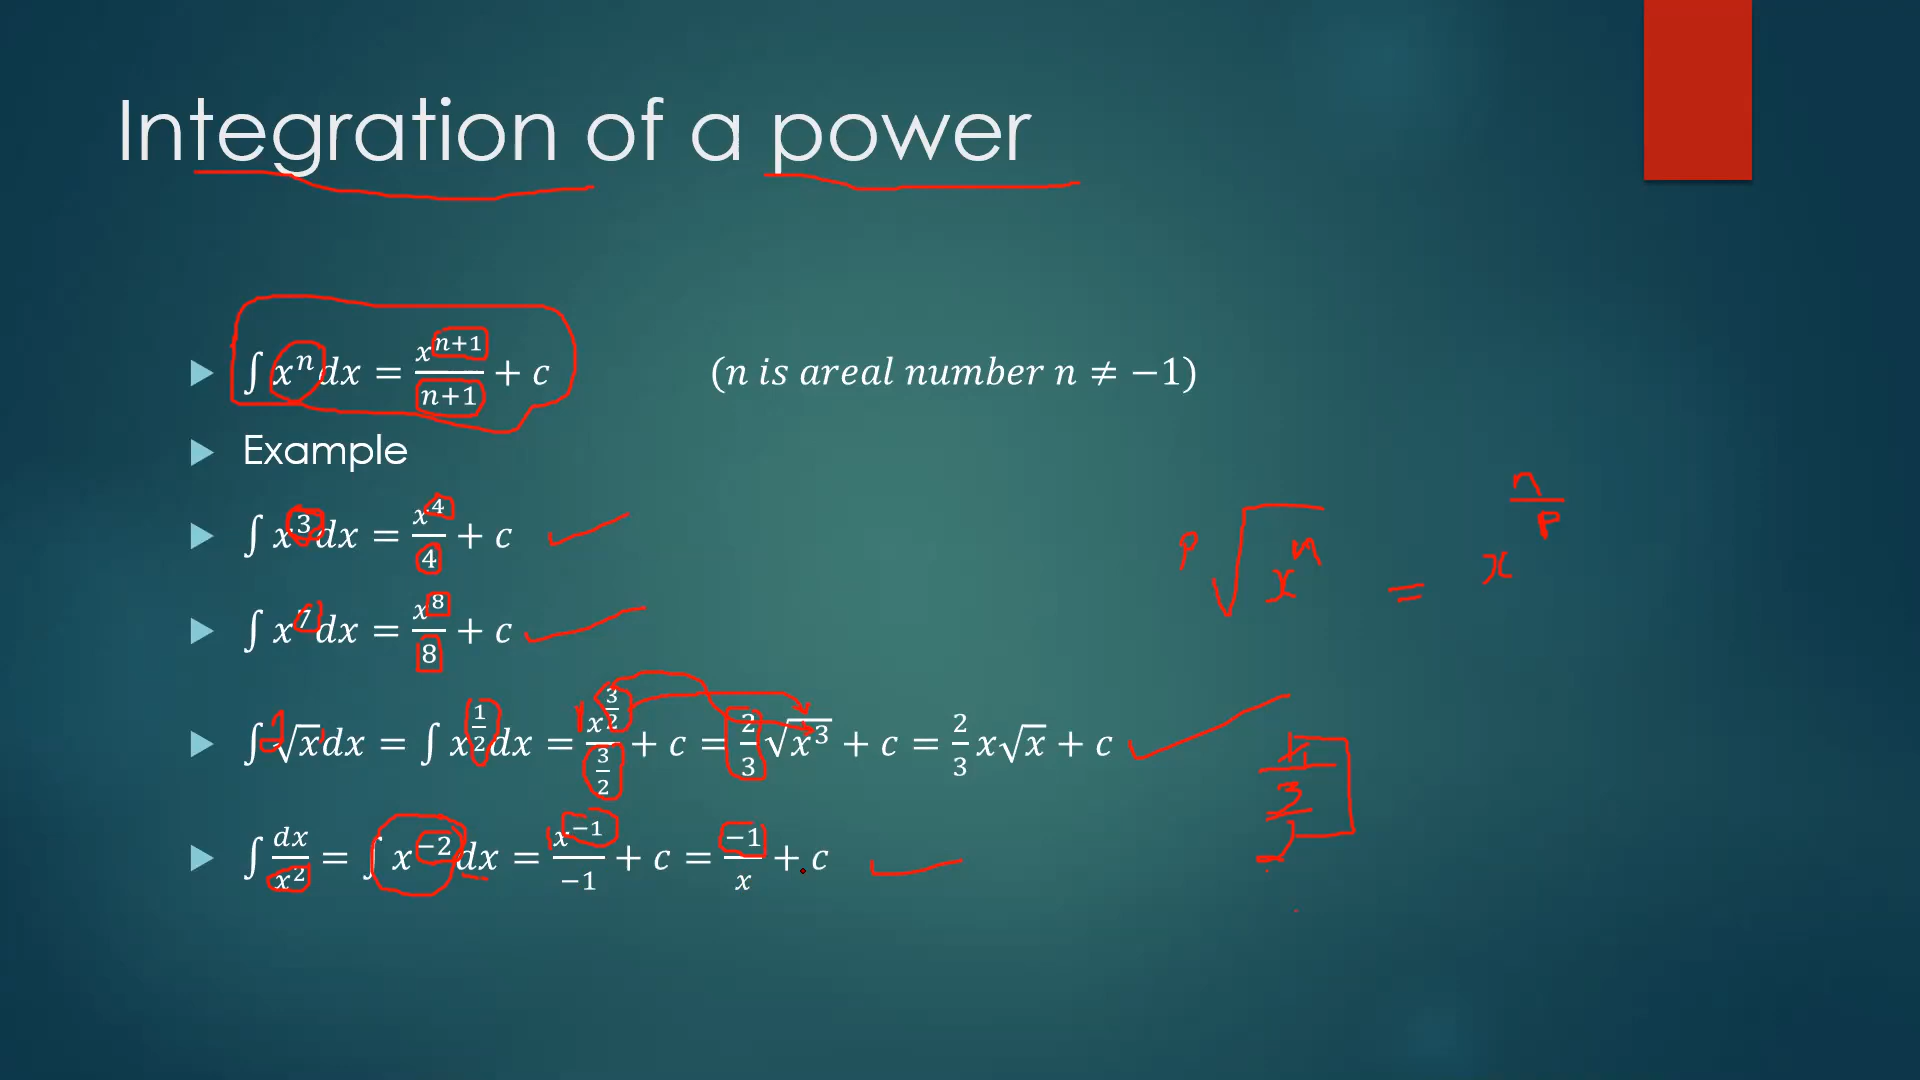 Integration of a power
∫ xⁿ dx = xⁿ⁺¹/n+1 + c (n is areal number n ≠ −1)
Example
∫ x³ dx = x⁴/4 + c
∫ x⁷ dx = x⁸/8 + c
ᵖ√xⁿ = x^(n/p)
∫ ²√x dx = ∫ x^(1/2) dx = x^(3/2)/(3/2) + c = 2/3 √x³ + c = 2/3 x√x + c
∫ dx/x² = ∫ x⁻² dx = x⁻¹/−1 + c = −1/x + c